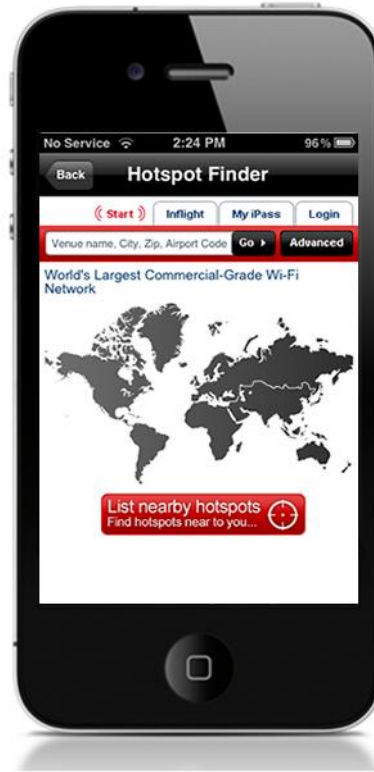 No Service 2:24 PM 96%
Back Hotspot Finder
Start Inflight My iPass Login
Venue name, City, Zip, Airport Code Go Advanced
World's Largest Commercial-Grade Wi-Fi
Network
List nearby hotspots
Find hotspots near to you...